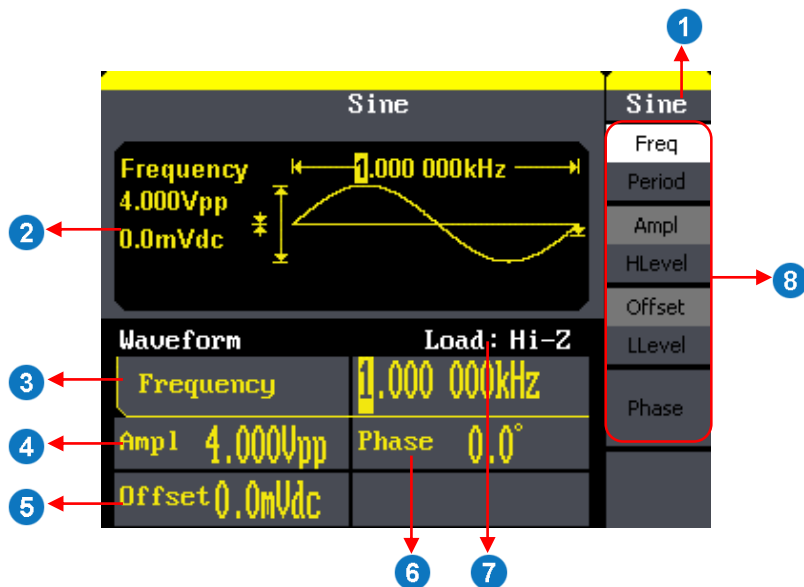 1
Sine
Sine
Frequency
1.000 000kHz
4.000Vpp
0.0mVdc
Freq
Period
Ampl
HLevel
Offset
LLevel
Phase
2
8
Waveform
Load: Hi-Z
3
Frequency
1.000 000kHz
4
Ampl 4.000Vpp
Phase 0.0°
5
Offset 0.0mVdc
6
7